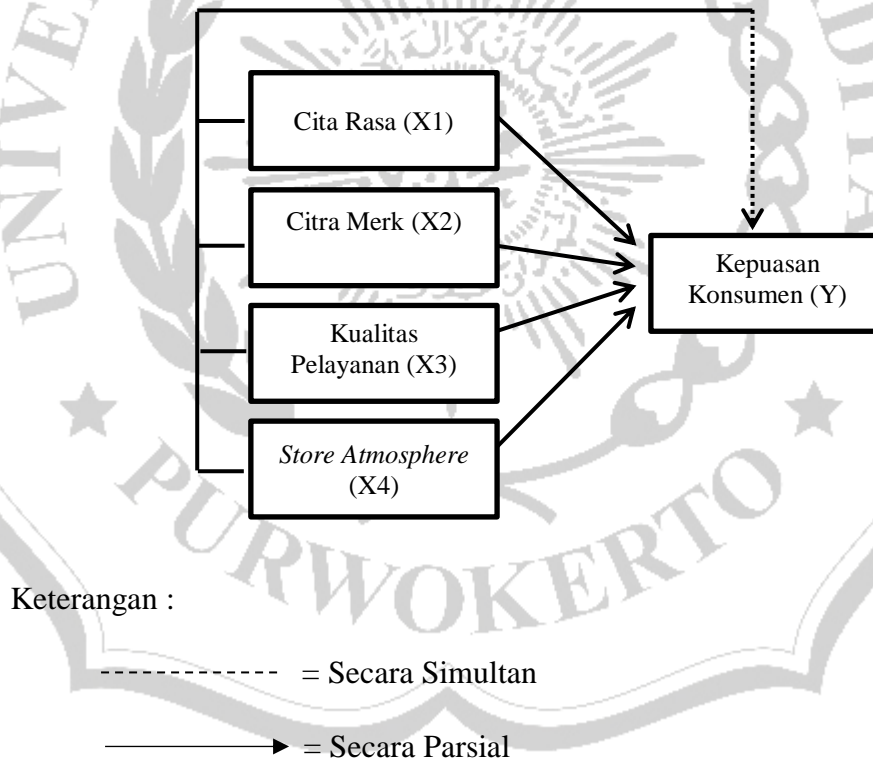 Cita Rasa (X1)
Citra Merk (X2)
Kualitas
Pelayanan (X3)
Store Atmosphere
(X4)
Kepuasan
Konsumen (Y)
PURWOKERTO
Keterangan :
= Secara Simultan
= Secara Parsial